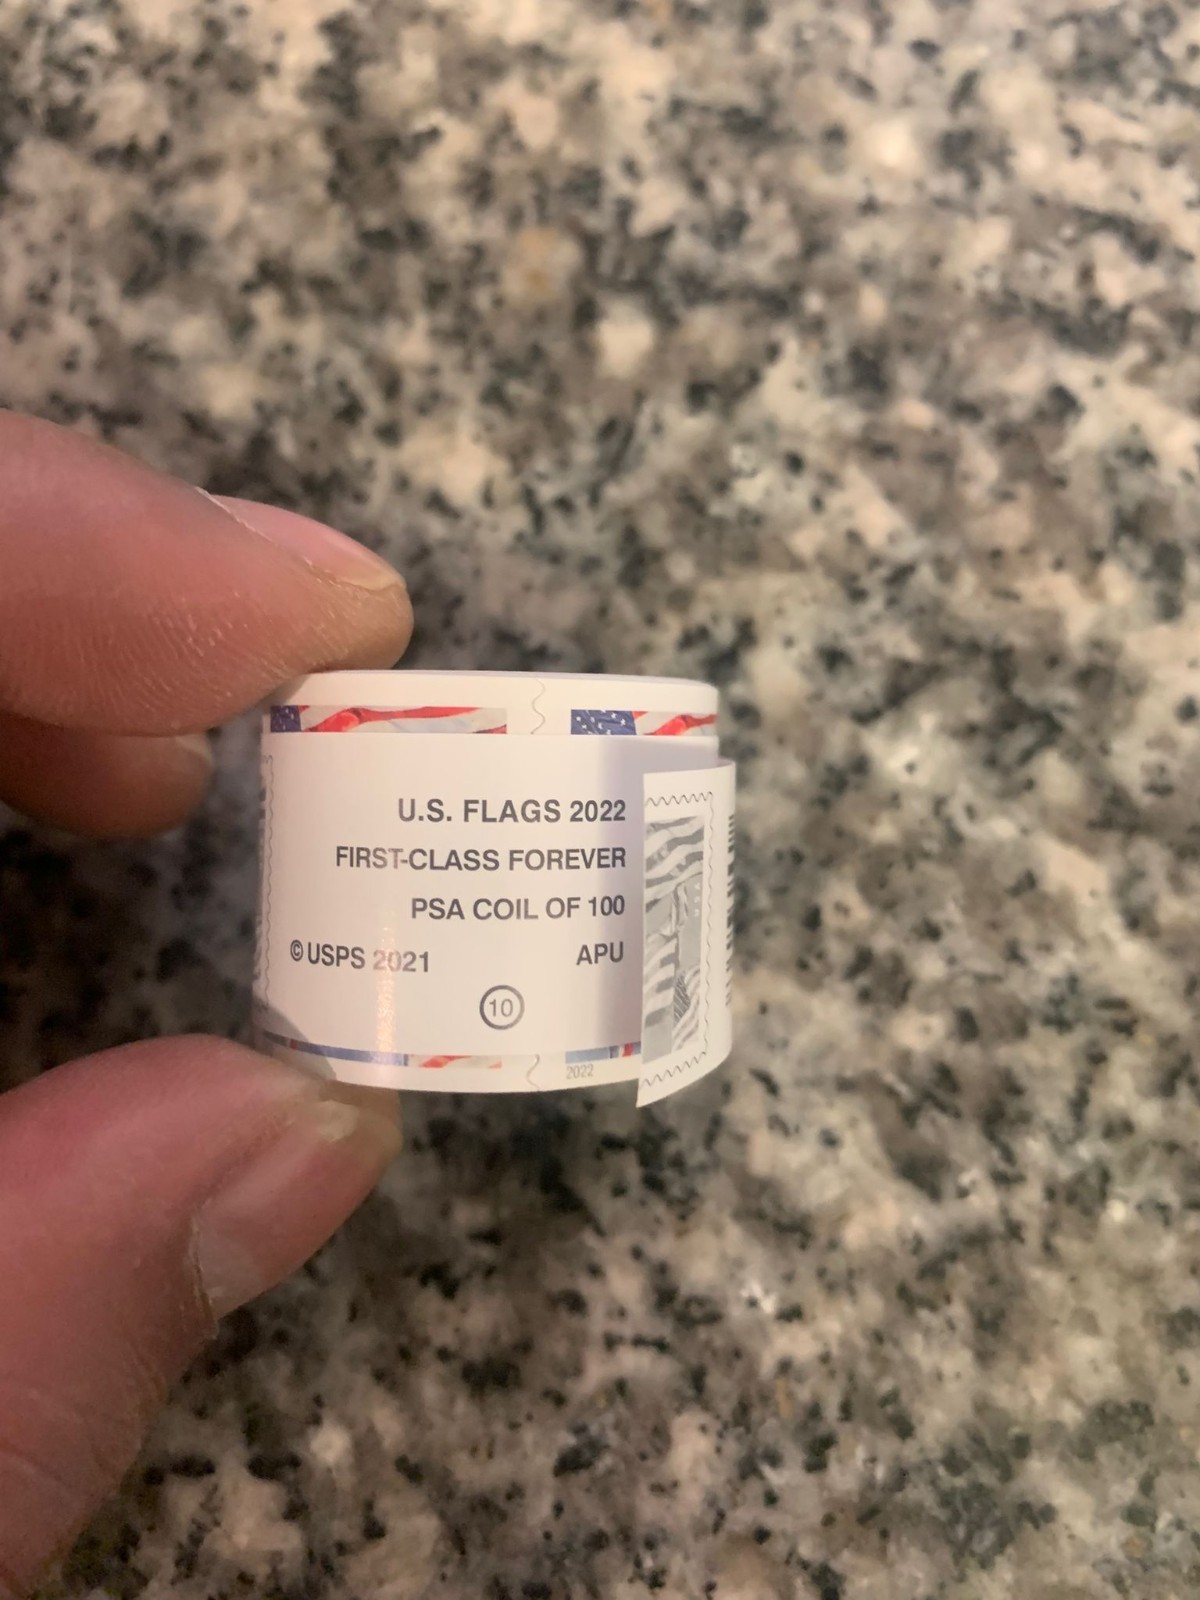 U.S. FLAGS 2022
FIRST-CLASS FOREVER
PSA COIL OF 100
© USPS 2021 APU
10
2022